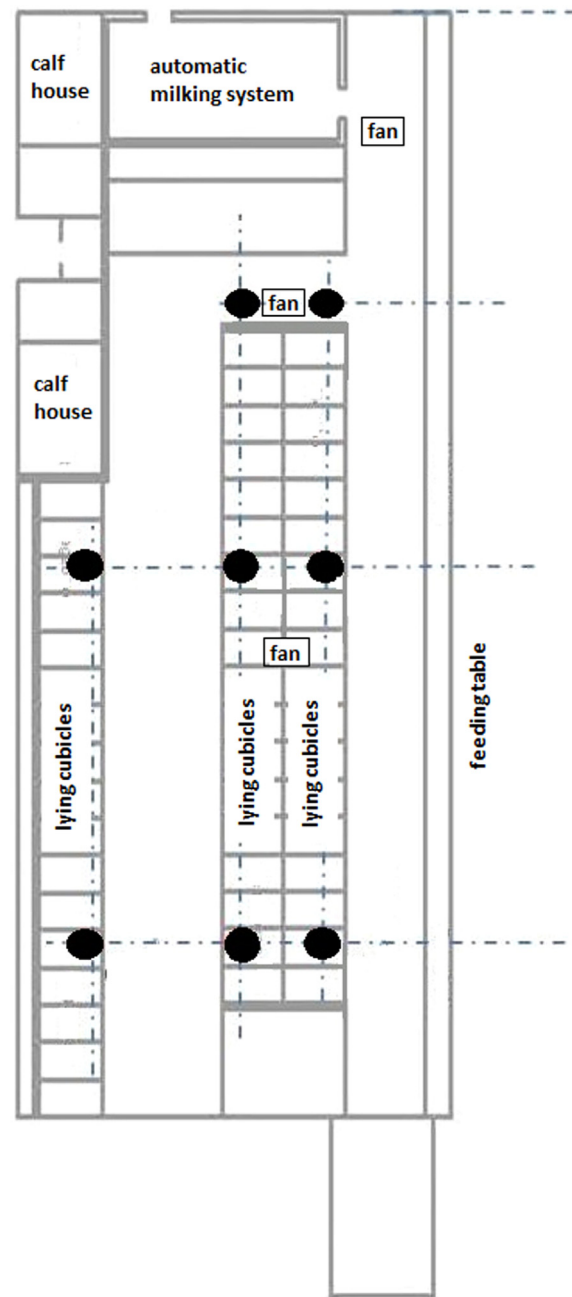 calf
house
automatic
milking system
fan
fan
calf
house
fan
lying cubicles
lying cubicles
lying cubicles
feeding table